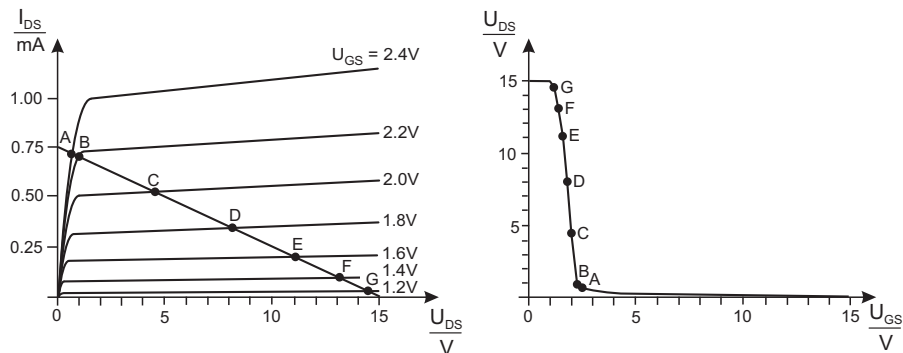 I_DS
mA
U_GS = 2.4V
1.00
2.2V
A
B
0.75
2.0V
C
0.50
1.8V
D
0.25
E
1.6V
F
1.4V
G
1.2V
0
5
10
15
U_DS
V
U_DS
V
15
G
F
E
10
D
5
C
B
A
0
5
10
15
U_GS
V